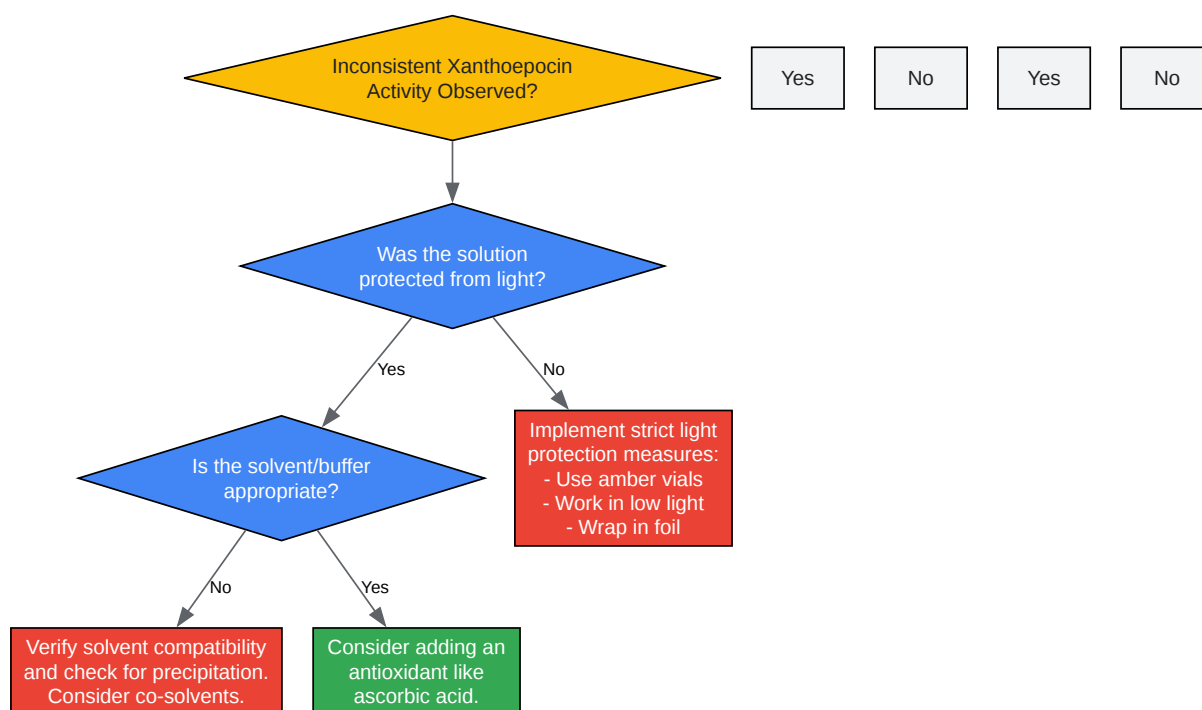 Inconsistent Xanthoepocin
Activity Observed?
Yes
No
Yes
No
Was the solution
protected from light?
Yes
No
Is the solvent/buffer
appropriate?
Implement strict light
protection measures:
- Use amber vials
- Work in low light
- Wrap in foil
No
Yes
Verify solvent compatibility
and check for precipitation.
Consider co-solvents.
Consider adding an
antioxidant like
ascorbic acid.